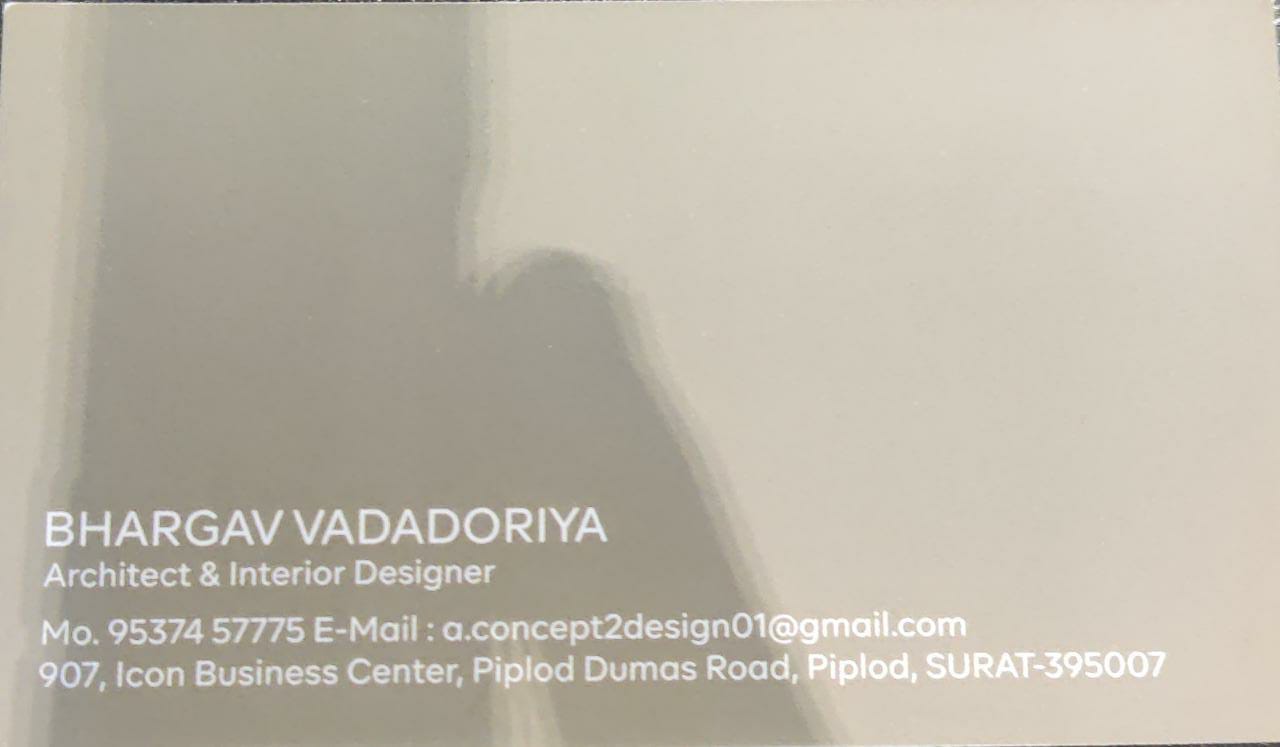 BHARGAV VADADORIYA
Architect & Interior Designer
Mo. 95374 57775 E-Mail : a.concept2design01@gmail.com
907, Icon Business Center, Piplod Dumas Road, Piplod, SURAT-395007